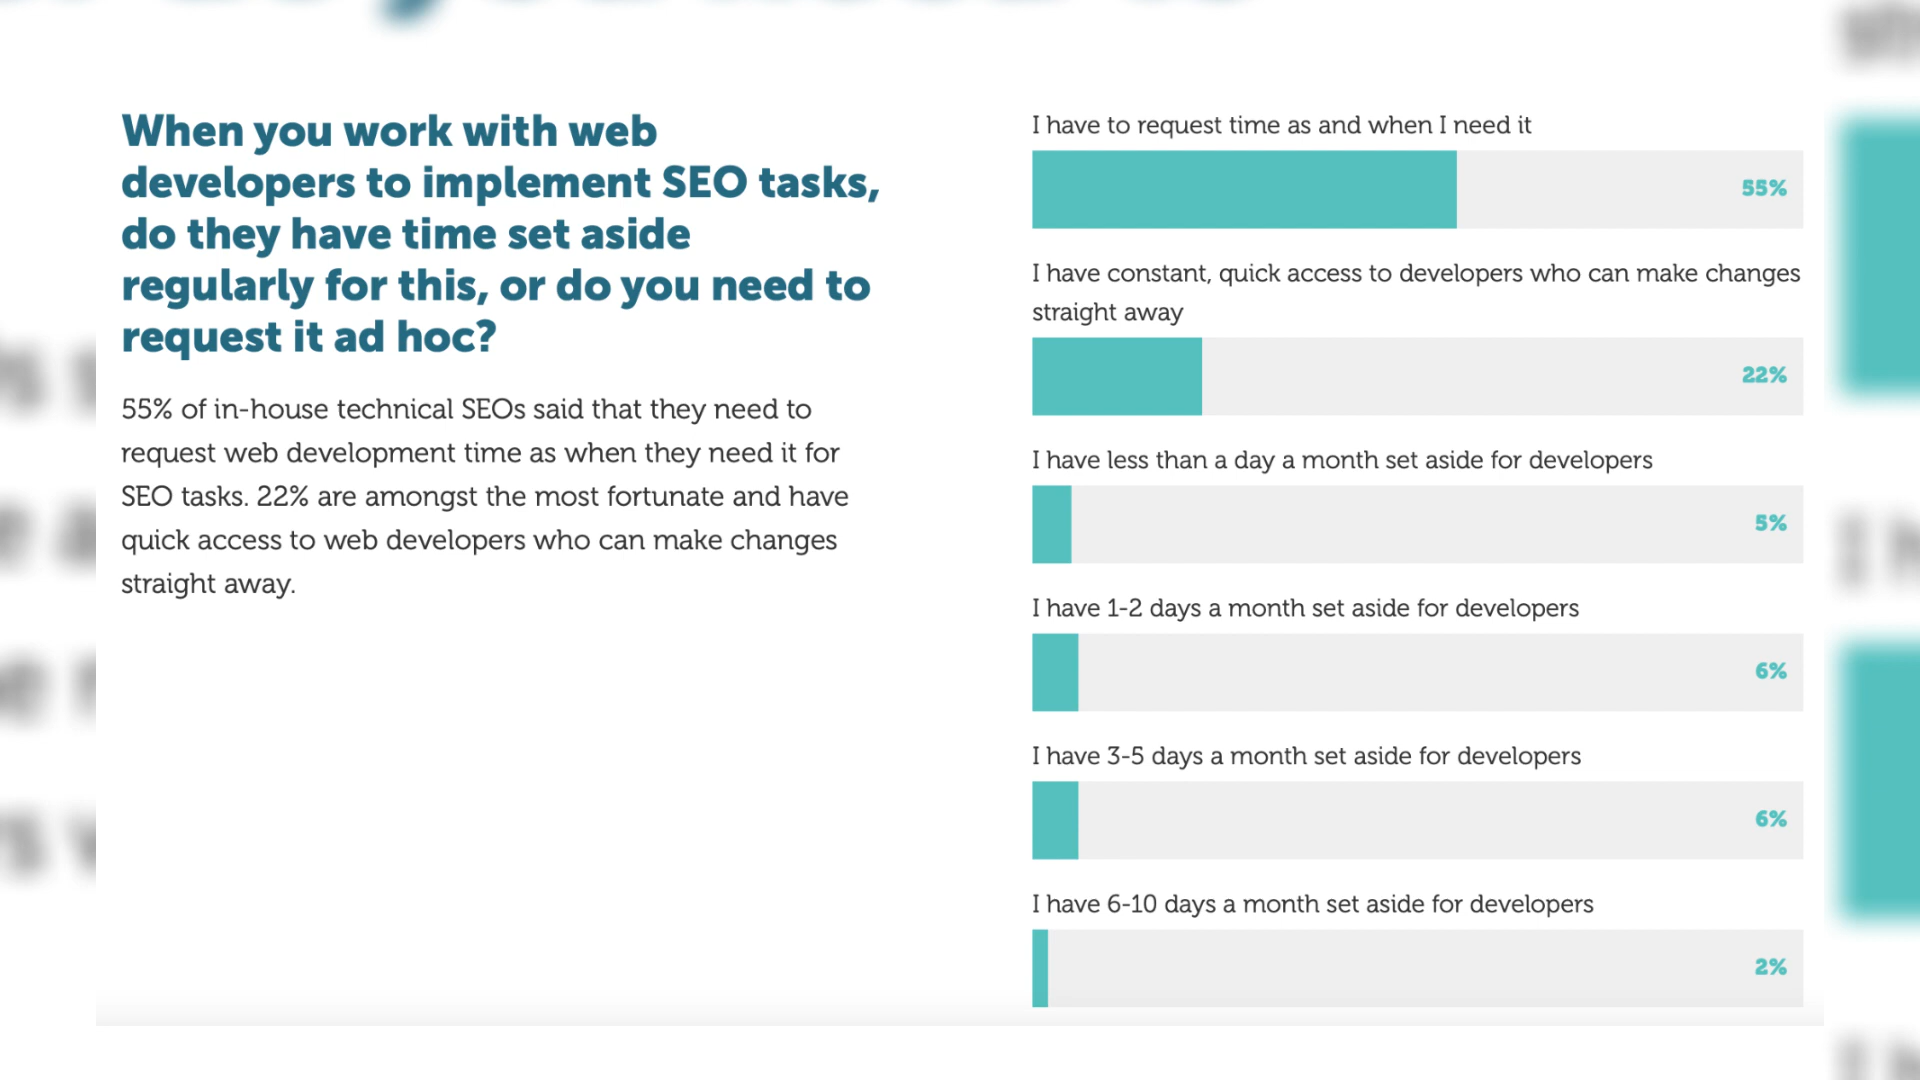 When you work with web
developers to implement SEO tasks,
do they have time set aside
regularly for this, or do you need to
request it ad hoc?
55% of in-house technical SEOs said that they need to
request web development time as when they need it for
SEO tasks. 22% are amongst the most fortunate and have
quick access to web developers who can make changes
straight away.
I have to request time as and when I need it
55%
I have constant, quick access to developers who can make changes
straight away
22%
I have less than a day a month set aside for developers
5%
I have 1-2 days a month set aside for developers
6%
I have 3-5 days a month set aside for developers
6%
I have 6-10 days a month set aside for developers
2%